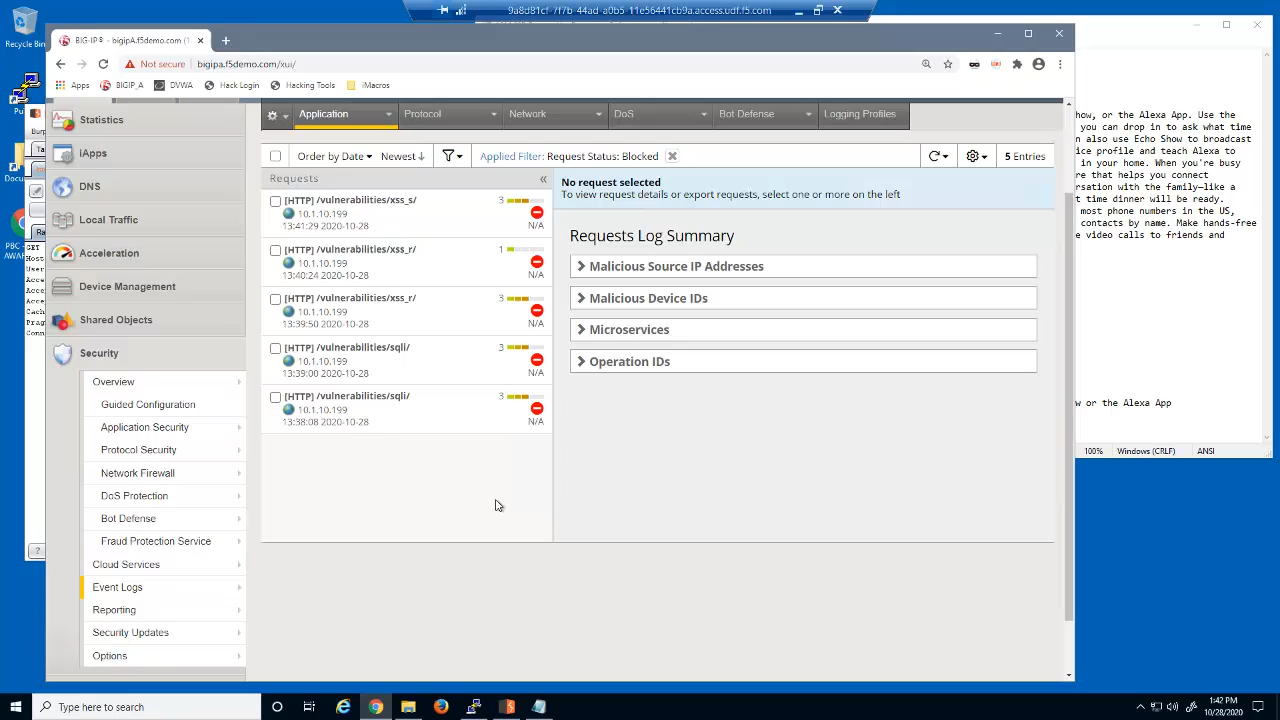 9a8d81cf-7f7b-44ad-a0b5-11e56441cb9a.access.udf.f5.com
Recycle Bin
BIG-IP® - bigipA.f5demo.com (1
Not secure
bigipa.f5demo.com/xui/
Apps
BIGIP_A
DVWA
Hack Login
Hacking Tools
iMacros
Statistics
iApps
DNS
Local Traffic
Acceleration
Device Management
Shared Objects
Security
Overview
Guided Configuration
Application Security
Protocol Security
Network Firewall
DoS Protection
Bot Defense
Fraud Protection Service
Cloud Services
Event Logs
Reporting
Security Updates
Options
Application
Protocol
Network
DoS
Bot Defense
Logging Profiles
Order by Date
Newest
Applied Filter: Request Status: Blocked
5 Entries
Requests
[HTTP] /vulnerabilities/xss_s/
3
10.1.10.199
13:41:29 2020-10-28
N/A
[HTTP] /vulnerabilities/xss_r/
1
10.1.10.199
13:40:24 2020-10-28
N/A
[HTTP] /vulnerabilities/xss_r/
3
10.1.10.199
13:39:50 2020-10-28
N/A
[HTTP] /vulnerabilities/sqli/
3
10.1.10.199
13:39:00 2020-10-28
N/A
[HTTP] /vulnerabilities/sqli/
3
10.1.10.199
13:38:08 2020-10-28
N/A
No request selected
To view request details or export requests, select one or more on the left
Requests Log Summary
Malicious Source IP Addresses
Malicious Device IDs
Microservices
Operation IDs
how, or the Alexa App. Use the
you can drop in to ask what time
n also use Echo Show to broadcast
ice profile and teach Alexa to
in your home. When you're busy
re that helps you connect
rsation with the family—like a
t time dinner will be ready.
most phone numbers in the US,
contacts by name. Make hands-free
e video calls to friends and
w or the Alexa App
100%
Windows (CRLF)
ANSI
Type here to search
1:42 PM
10/28/2020